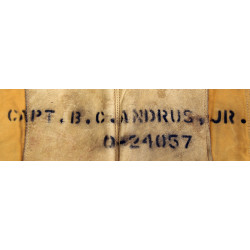 CAPT. B. C. ANDRUS, JR.
O-24057